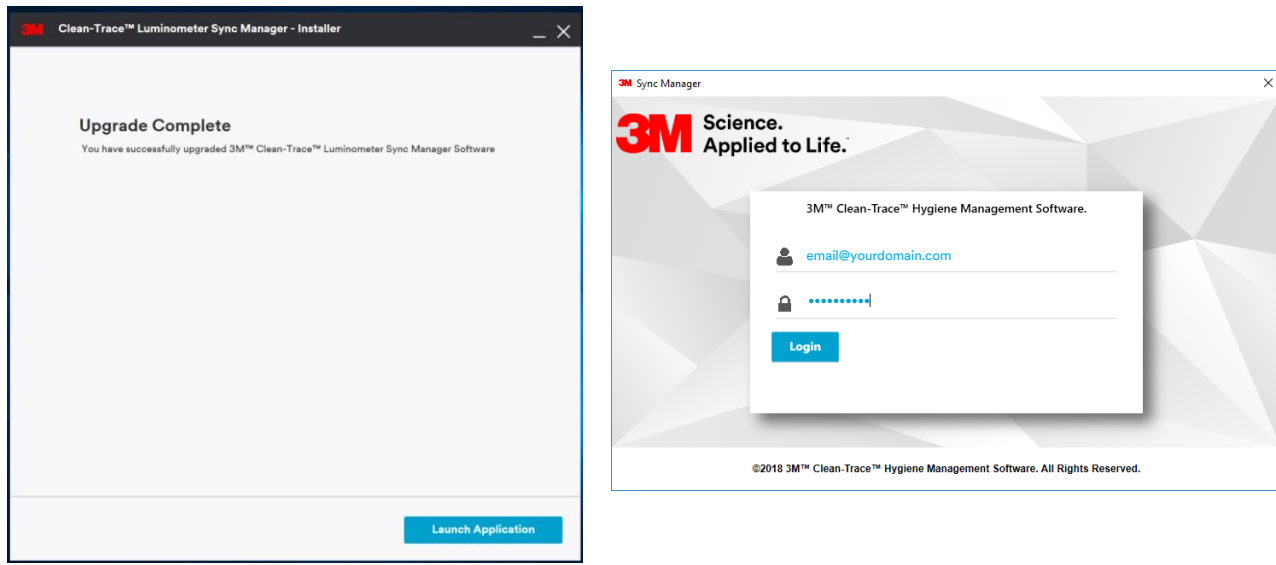 3M Clean-Trace™ Luminometer Sync Manager - Installer
Upgrade Complete
You have successfully upgraded 3M™ Clean-Trace™ Luminometer Sync Manager Software
Launch Application
3M Sync Manager
3M Science.
Applied to Life.™
3M™ Clean-Trace™ Hygiene Management Software.
email@yourdomain.com
••••••••••
Login
©2018 3M™ Clean-Trace™ Hygiene Management Software. All Rights Reserved.